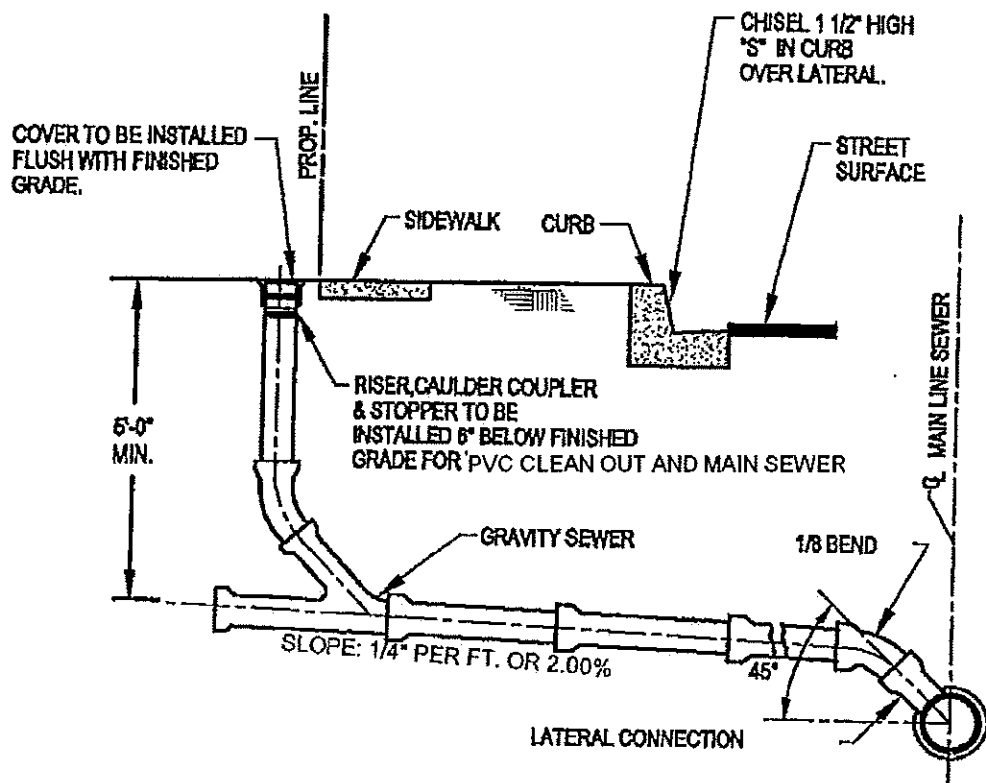 CHISEL 1 1/2" HIGH
"S" IN CURB
OVER LATERAL.
COVER TO BE INSTALLED
FLUSH WITH FINISHED
GRADE.
PROP. LINE
STREET
SURFACE
SIDEWALK
CURB
RISER,CAULDER COUPLER
& STOPPER TO BE
INSTALLED 6" BELOW FINISHED
GRADE FOR PVC CLEAN OUT AND MAIN SEWER
MIN.
℄ MAIN LINE SEWER
GRAVITY SEWER
1/8 BEND
SLOPE: 1/4" PER FT. OR 2.00%
45°
LATERAL CONNECTION